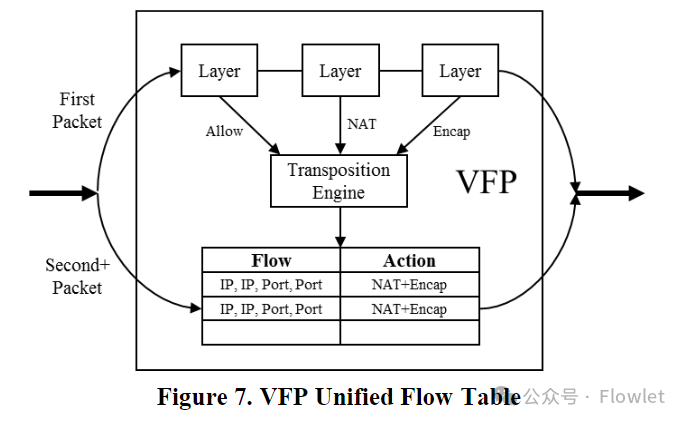 Layer
Layer
Layer
First
Packet
Allow
NAT
Encap
Transposition
Engine
VFP
Second+
Packet
Flow Action
IP, IP, Port, Port NAT+Encap
IP, IP, Port, Port NAT+Encap
Figure 7. VFP Unified Flow Table
公众号 · Flowlet